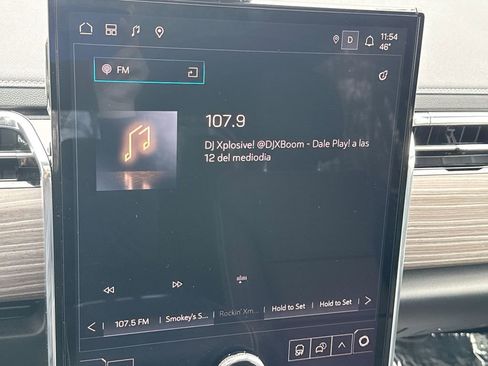 D
11:54
46°
FM
107.9
DJ Xplosive! @DJXBoom - Dale Play! a las
12 del mediodia
107.5 FM
Smokey's S...
Rockin' Xm...
Hold to Set
Hold to Set